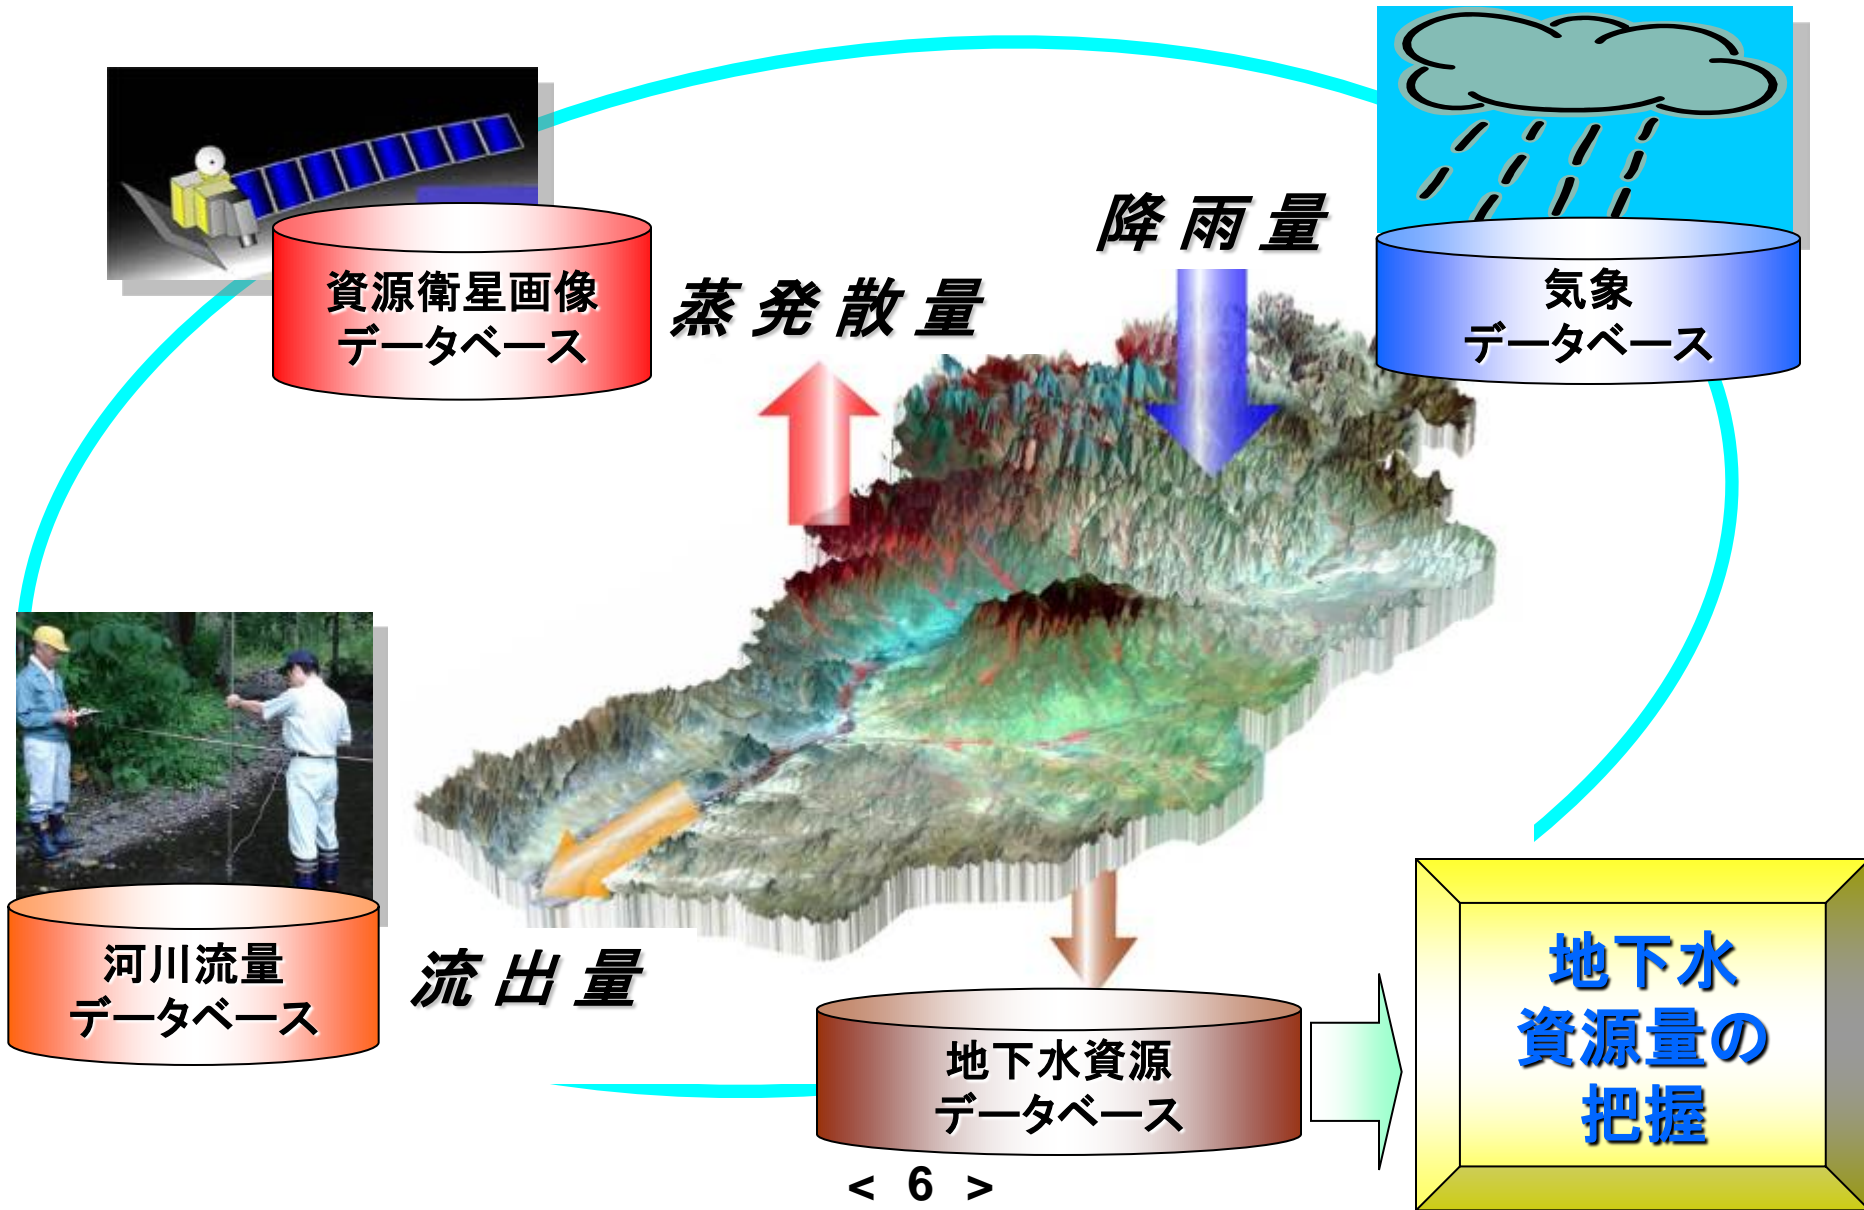 降雨量
資源衛星画像
データベース
蒸発散量
気象
データベース
河川流量
データベース
流出量
地下水資源
データベース
地下水
資源量の
把握
< 6 >